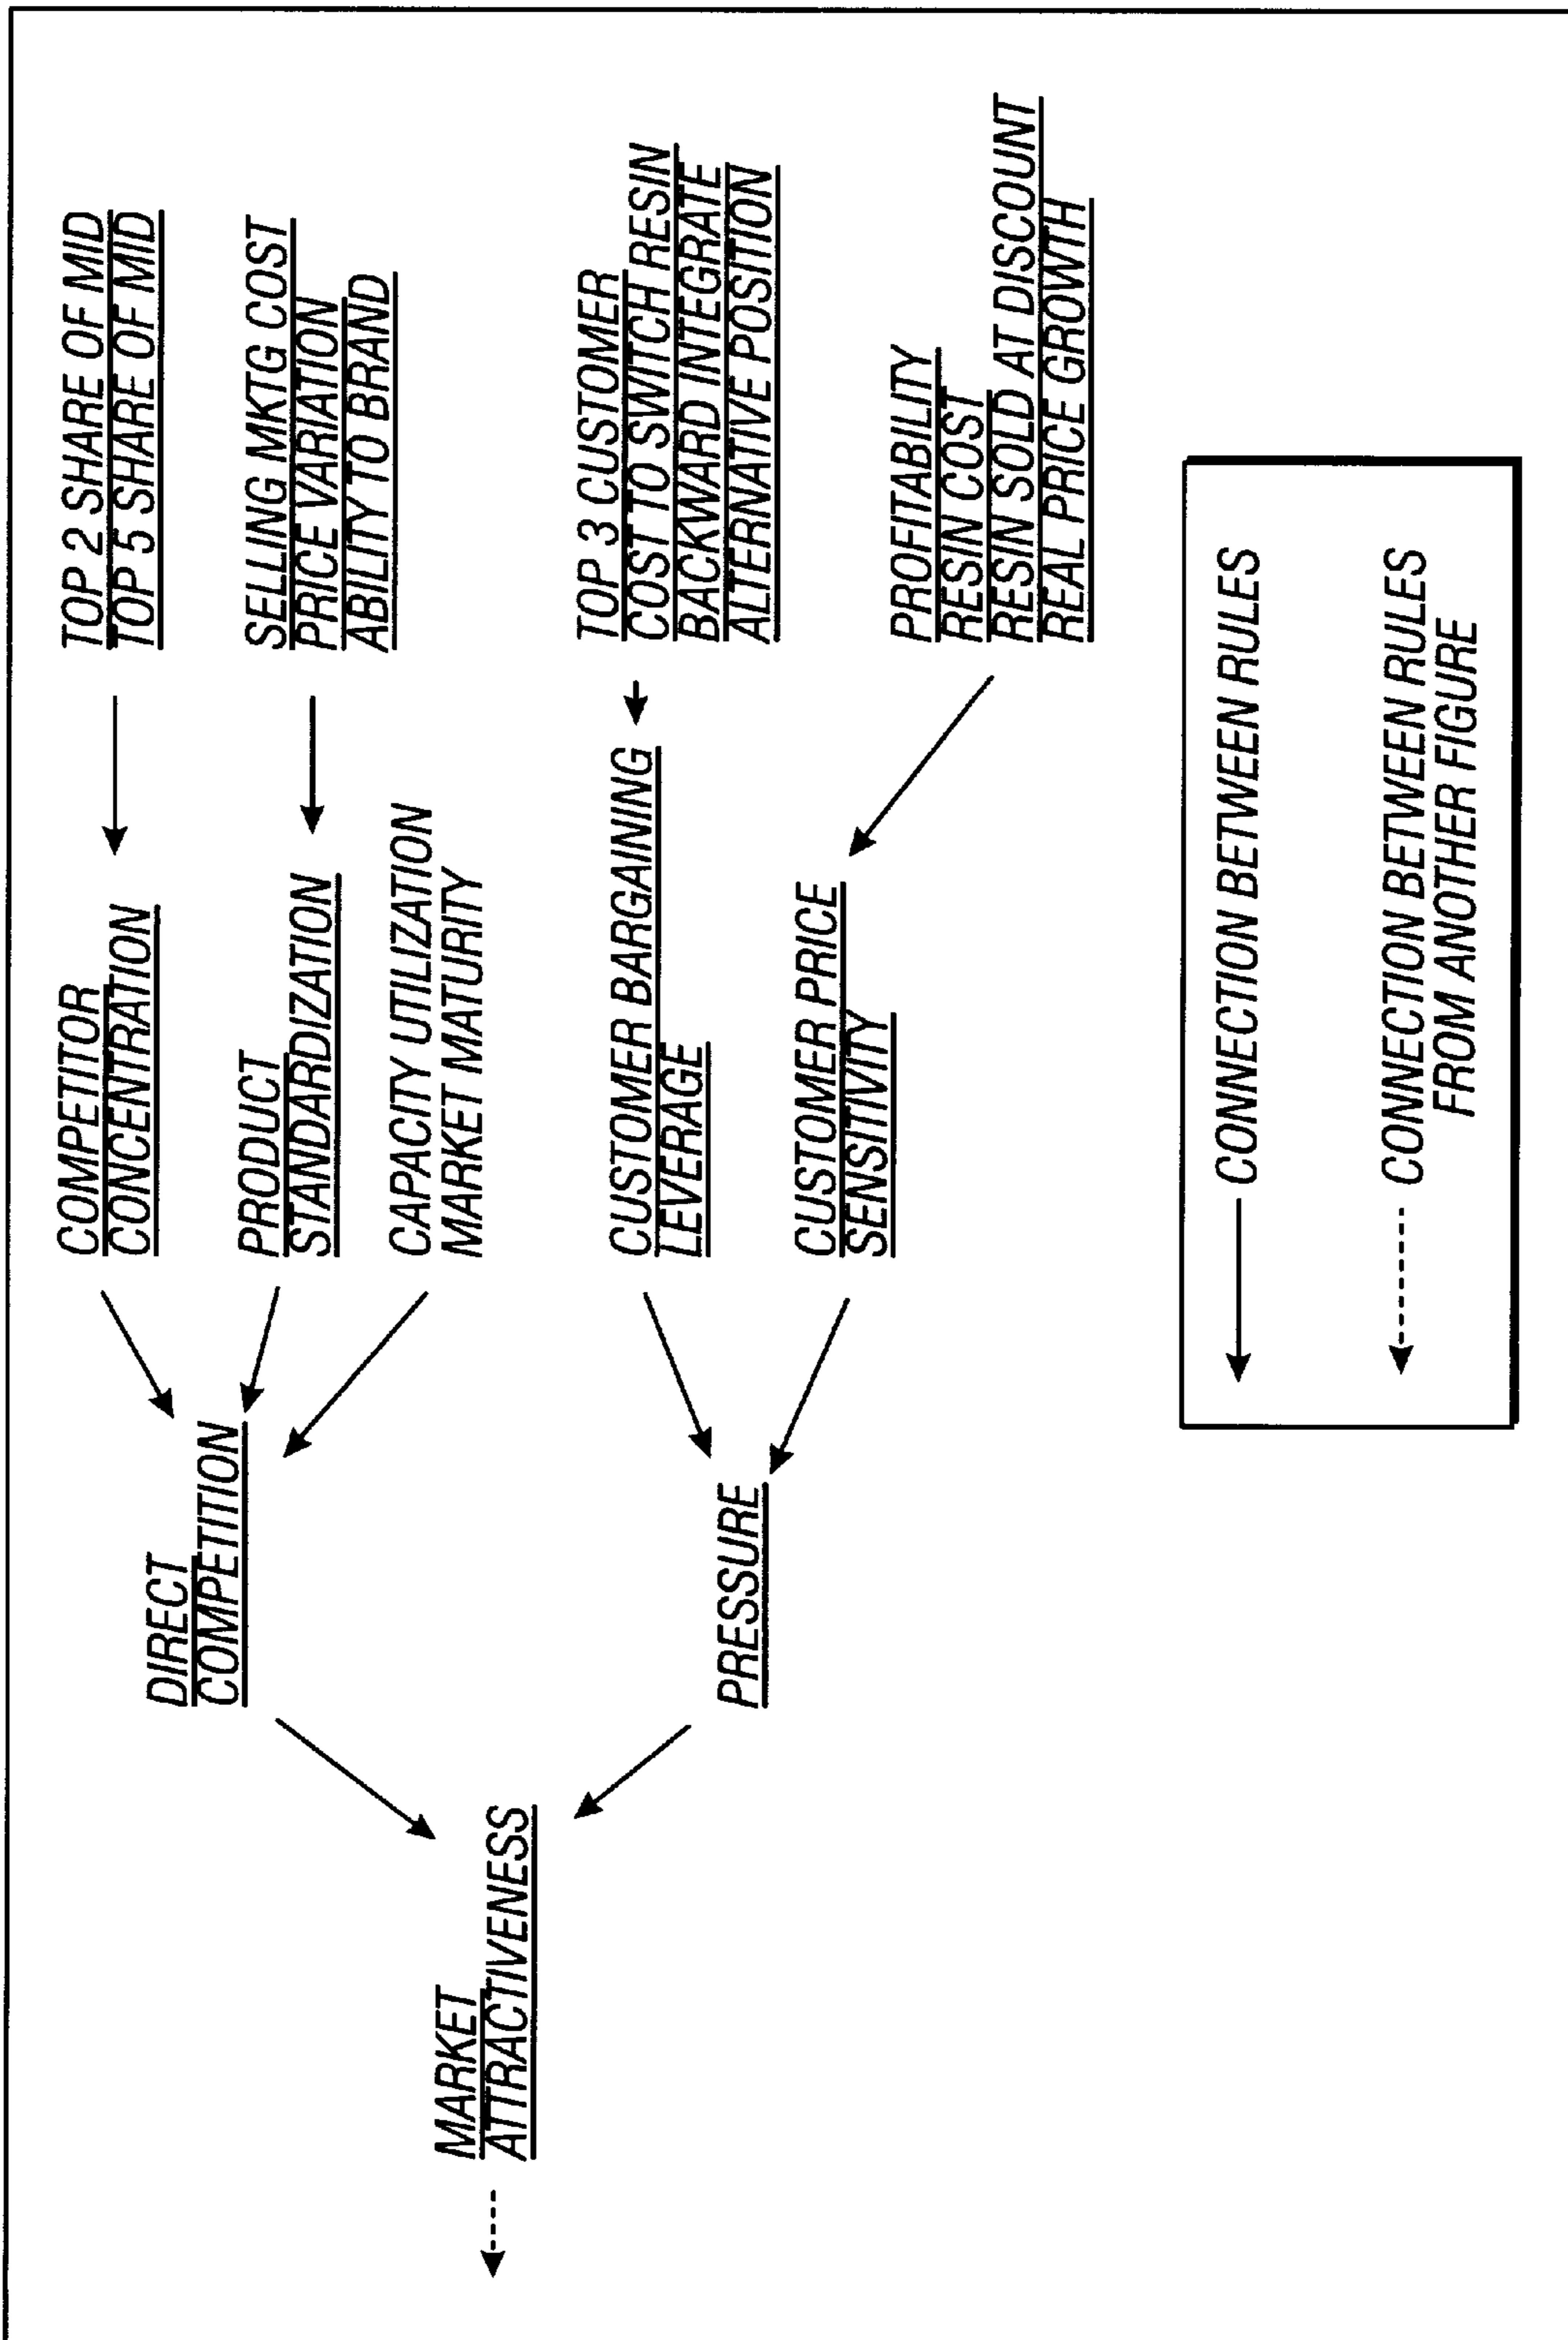 MARKET
ATTRACTIVENESS
DIRECT
COMPETITION
PRESSURE
COMPETITOR
CONCENTRATION
PRODUCT
STANDARDIZATION
CAPACITY UTILIZATION
MARKET MATURITY
CUSTOMER BARGAINING
LEVERAGE
CUSTOMER PRICE
SENSITIVITY
TOP 2 SHARE OF MID
TOP 5 SHARE OF MID
SELLING MKTG COST
PRICE VARIATION
ABILITY TO BRAND
TOP 3 CUSTOMER
COST TO SWITCH RESIN
BACKWARD INTEGRATE
ALTERNATIVE POSITION
PROFITABILITY
RESIN COST
RESIN SOLD AT DISCOUNT
REAL PRICE GROWTH
CONNECTION BETWEEN RULES
CONNECTION BETWEEN RULES
FROM ANOTHER FIGURE